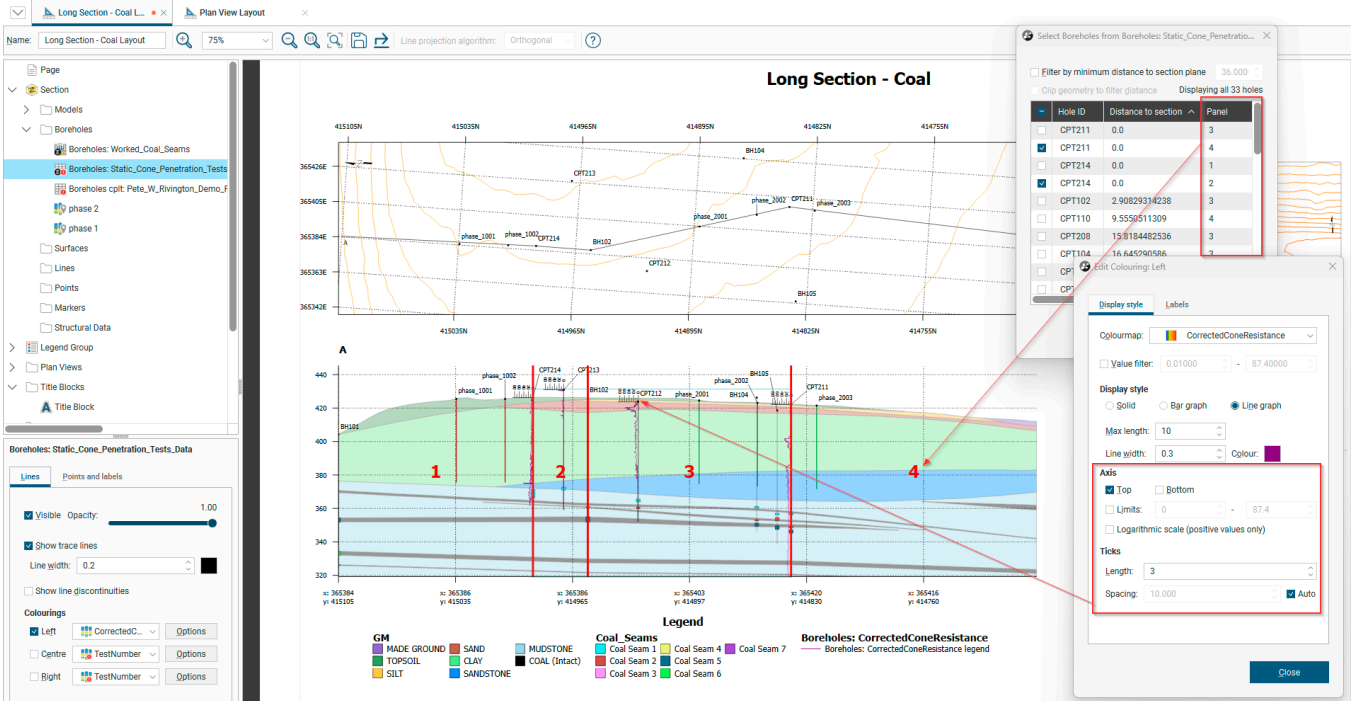 Long Section - Coal L...
Plan View Layout
Name: Long Section - Coal Layout
75%
Line projection algorithm: Orthogonal
Page
Section
Models
Boreholes
Boreholes: Worked_Coal_Seams
Boreholes: Static_Cone_Penetration_Tests
Boreholes cplt: Pete_W_Rivington_Demo_F
phase 2
phase 1
Surfaces
Lines
Points
Markers
Structural Data
Legend Group
Plan Views
Title Blocks
Title Block
Boreholes: Static_Cone_Penetration_Tests_Data
Lines Points and labels
Visible Opacity: 1.00
Show trace lines
Line width: 0.2
Show line discontinuities
Colourings
Left CorrectedC... Options
Centre TestNumber Options
Right TestNumber Options
Long Section - Coal
415105N 415035N 414965N 414895N 414825N 414755N
365426E
365405E
365384E
365363E
365342E
BH104
CPT213
phase_2002 CPT211 phase_2003
phase_2001
phase_1001 phase_1002 CPT214
BH102
A
CPT212
BH105
415035N 414965N 414895N 414825N 414755N
A
440
420
400
380
360
340
320
BH101
phase_1001
phase_1002
CPT214
CPT213
BH102
CPT212
phase_2001
phase_2002
BH104
BH105
CPT211
phase_2003
1 2 3 4
x: 365384 x: 365386 x: 365386 x: 365403 x: 365420 x: 365416
y: 415105 y: 415035 y: 414965 y: 414897 y: 414830 y: 414760
Legend
GM
MADE GROUND SAND MUDSTONE
TOPSOIL CLAY COAL (Intact)
SILT SANDSTONE
Coal_Seams
Coal Seam 1 Coal Seam 4 Coal Seam 7
Coal Seam 2 Coal Seam 5
Coal Seam 3 Coal Seam 6
Boreholes: CorrectedConeResistance
Boreholes: CorrectedConeResistance legend
Select Boreholes from Boreholes: Static_Cone_Penetratio...
Filter by minimum distance to section plane 36.000
Clip geometry to filter distance Displaying all 33 holes
Hole ID Distance to section Panel
CPT211 0.0 3
CPT211 0.0 4
CPT214 0.0 1
CPT214 0.0 2
CPT102 2.90829314238 3
CPT110 9.5550511309 4
CPT208 15.8184482536 3
CPT104 16.645290586 3
CPT
CPT
Edit Colouring: Left
Display style Labels
Colourmap: CorrectedConeResistance
Value filter: 0.01000 - 87.40000
Display style
Solid Bar graph Line graph
Max length: 10
Line width: 0.3 Colour:
Axis
Top Bottom
Limits: 0 - 87.4
Logarithmic scale (positive values only)
Ticks
Length: 3
Spacing: 10.000 Auto
Close